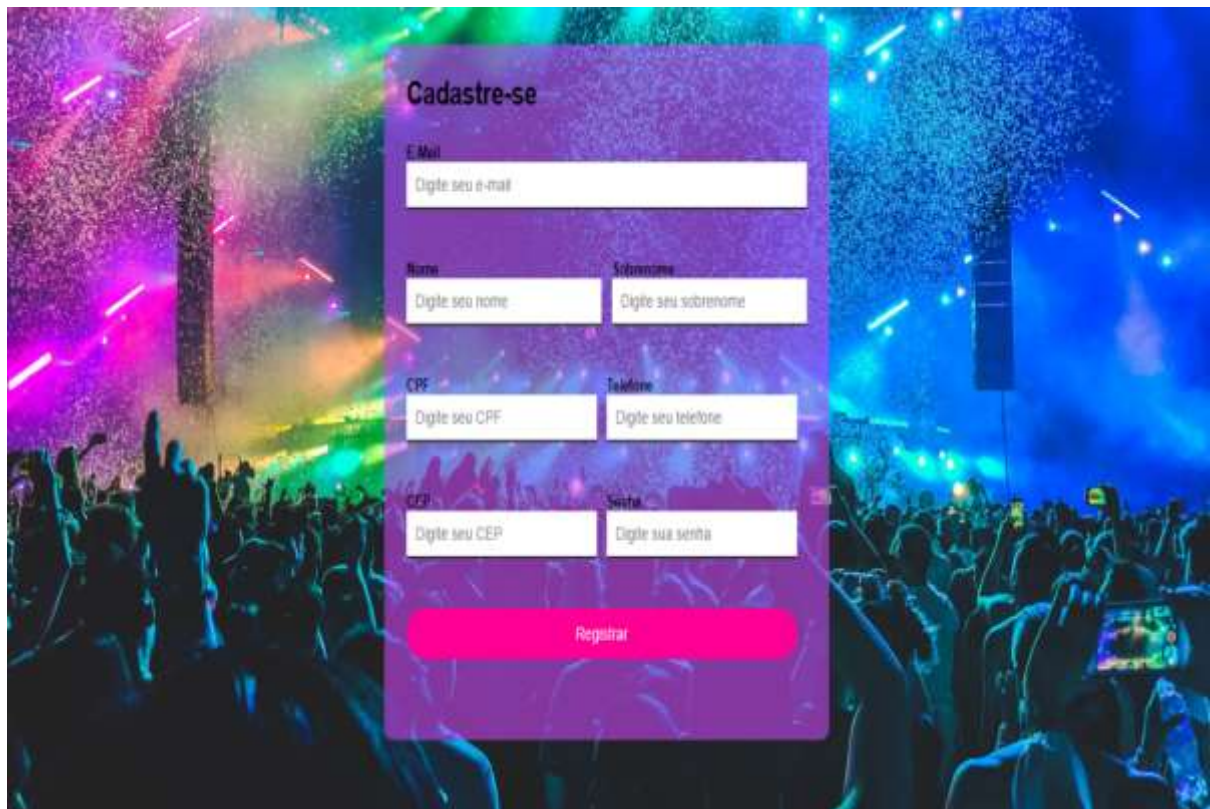 Cadastre-se
E-Mail
Digite seu e-mail
Nome Sobrenome
Digite seu nome Digite seu sobrenome
CPF Telefone
Digite seu CPF Digite seu telefone
CEP Senha
Digite seu CEP Digite sua senha
Registrar